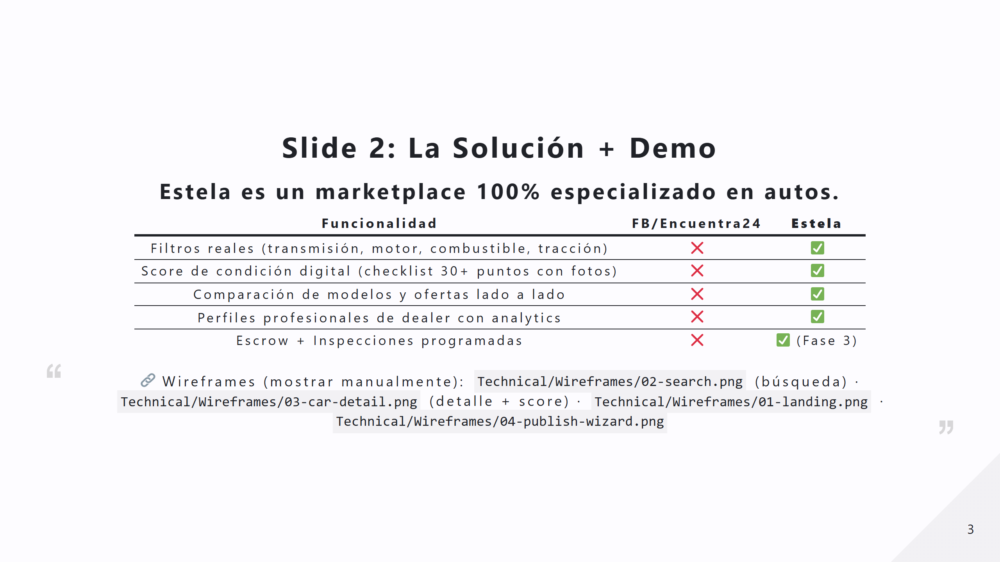 Slide 2: La Solución + Demo
Estela es un marketplace 100% especializado en autos.
Funcionalidad FB/Encuentra24 Estela
Filtros reales (transmisión, motor, combustible, tracción) ❌ ✅
Score de condición digital (checklist 30+ puntos con fotos) ❌ ✅
Comparación de modelos y ofertas lado a lado ❌ ✅
Perfiles profesionales de dealer con analytics ❌ ✅
Escrow + Inspecciones programadas ❌ ✅ (Fase 3)
“
🔗 Wireframes (mostrar manualmente): Technical/Wireframes/02-search.png (búsqueda) ·
Technical/Wireframes/03-car-detail.png (detalle + score) · Technical/Wireframes/01-landing.png ·
Technical/Wireframes/04-publish-wizard.png
”
3